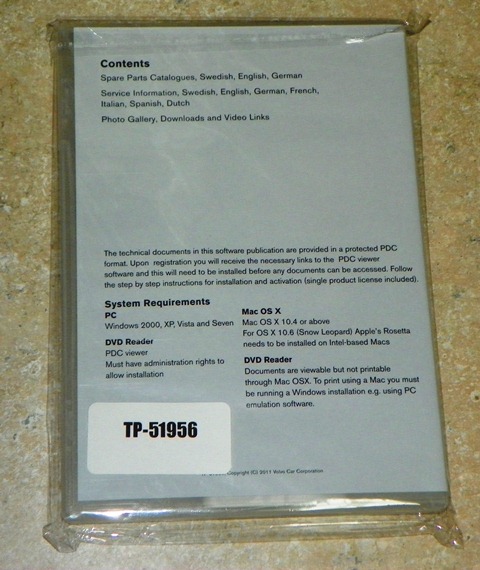 Contents
Spare Parts Catalogues, Swedish, English, German
Service Information, Swedish, English, German, French,
Italian, Spanish, Dutch
Photo Gallery, Downloads and Video Links
The technical documents in this software publication are provided in a protected PDC
format. Upon registration you will receive the necessary links to the PDC viewer
software and this will need to be installed before any documents can be accessed. Follow
the step by step instructions for installation and activation (single product license included).
System Requirements
PC
Windows 2000, XP, Vista and Seven
DVD Reader
PDC viewer
Must have administration rights to
allow installation
Mac OS X
Mac OS X 10.4 or above
For OS X 10.6 (Snow Leopard) Apple's Rosetta
needs to be installed on Intel-based Macs
DVD Reader
Documents are viewable but not printable
through Mac OSX. To print using a Mac you must
be running a Windows installation e.g. using PC
emulation software.
TP-51956
Copyright (C) 2011 Volvo Car Corporation